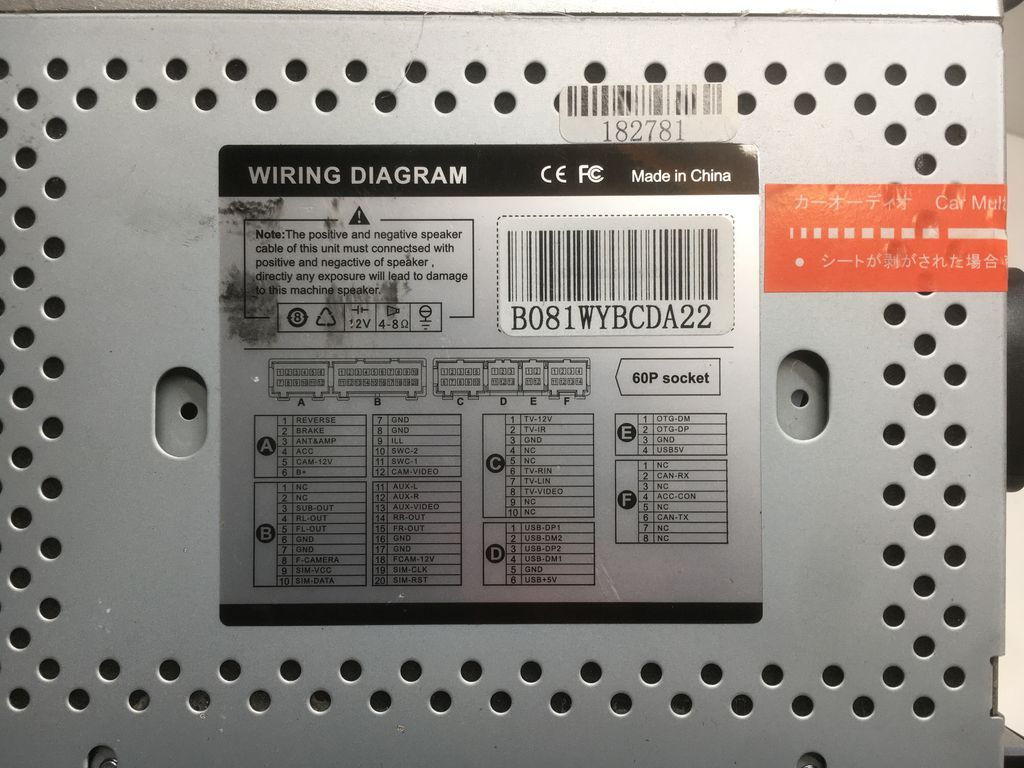 182781
WIRING DIAGRAM
CE FC Made in China
カーオーディオ Car Mul
Note:The positive and negative speaker
cable of this unit must connectsed with
positive and negactive of speaker ,
directly any exposure will lead to damage
to this machine speaker.
8 12V 4-8Ω
B081WYBCDA22
● シートが剥がされた場合
60P socket
A B C D E F
A
1 REVERSE
2 BRAKE
3 ANT&AMP
4 ACC
5 CAM-12V
6 B+
7 GND
8 GND
9 ILL
10 SWC-2
11 SWC-1
12 CAM-VIDEO
B
1 NC
2 NC
3 SUB-OUT
4 RL-OUT
5 FL-OUT
6 GND
7 GND
8 F-CAMERA
9 SIM-VCC
10 SIM-DATA
11 AUX-L
12 AUX-R
13 AUX-VIDEO
14 RR-OUT
15 FR-OUT
16 GND
17 GND
18 FCAM-12V
19 SIM-CLK
20 SIM-RST
C
1 TV-12V
2 TV-IR
3 GND
4 NC
5 NC
6 TV-RIN
7 TV-LIN
8 TV-VIDEO
9 NC
10 NC
D
1 USB-DP1
2 USB-DM2
3 USB-DP2
4 USB-DM1
5 GND
6 USB+5V
E
1 OTG-DM
2 OTG-DP
3 GND
4 USB5V
F
1 NC
2 CAN-RX
3 NC
4 ACC-CON
5 NC
6 CAN-TX
7 NC
8 NC